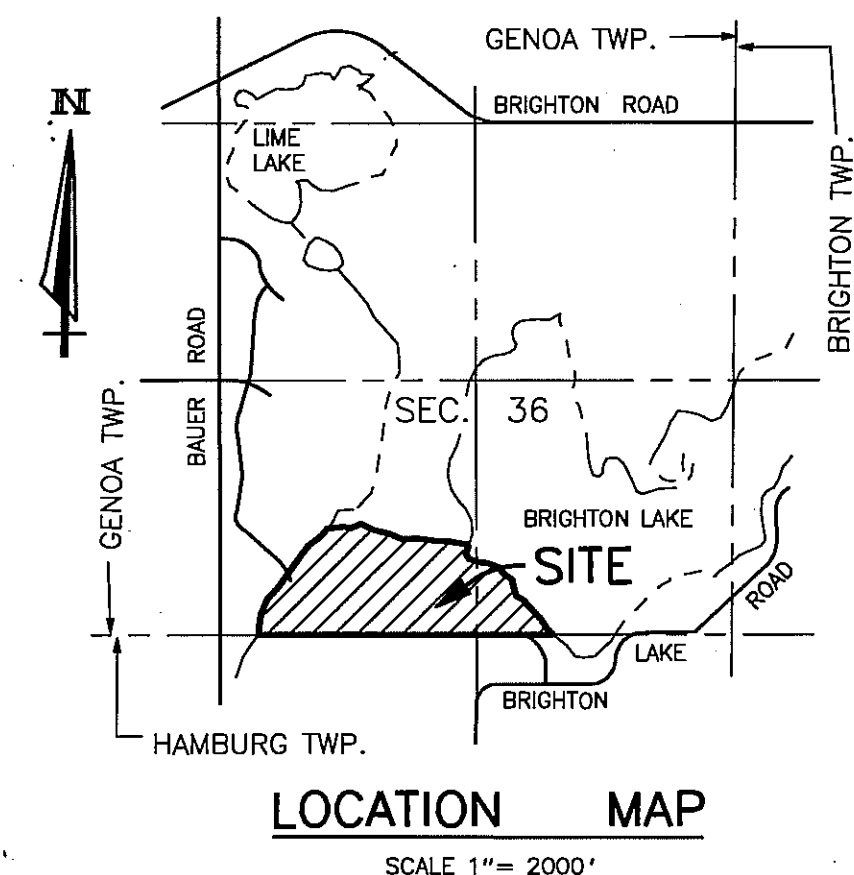 GENOA TWP.
N
BRIGHTON ROAD
LIME
LAKE
BRIGHTON TWP.
BAUER ROAD
GENOA TWP.
SEC. 36
BRIGHTON LAKE
SITE
ROAD
LAKE
BRIGHTON
HAMBURG TWP.
LOCATION MAP
SCALE 1"= 2000'